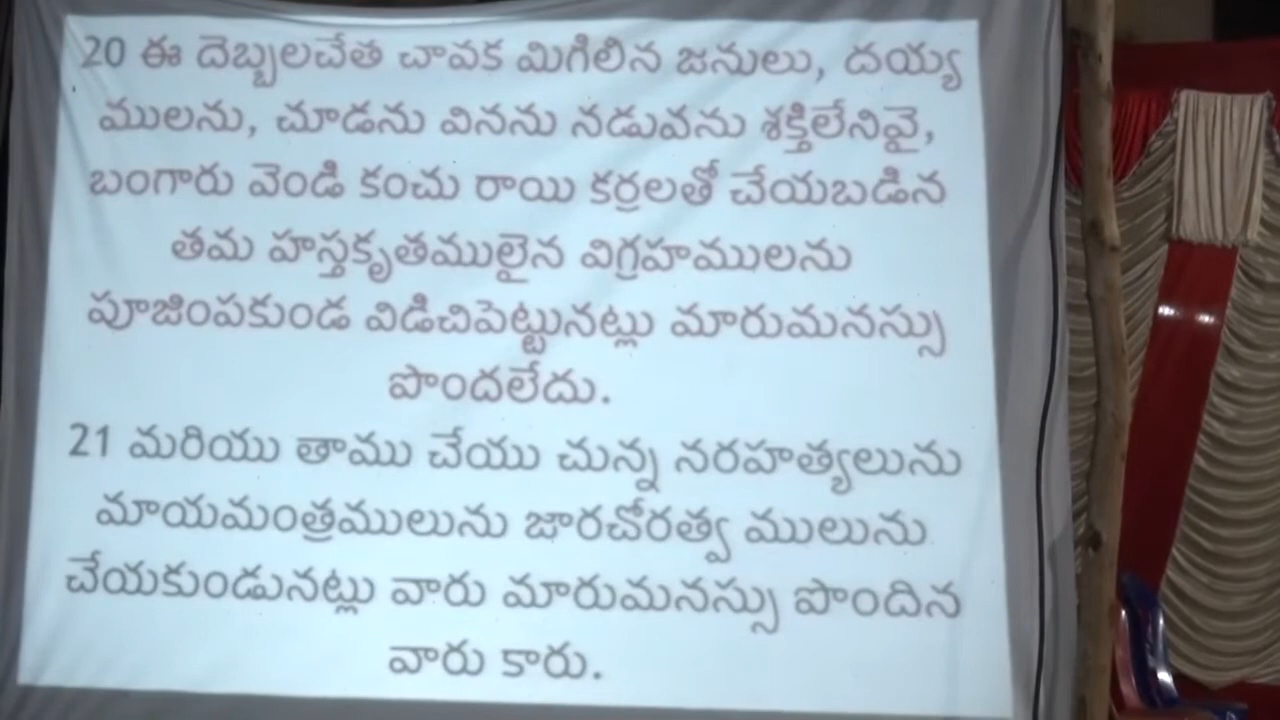 20 ఈ దెబ్బలచేత చావక మిగిలిన జనులు, దయ్య
ములను, చూడను వినను నడువను శక్తిలేనివై,
బంగారు వెండి కంచు రాయి కర్రలతో చేయబడిన
తమ హస్తకృతములైన విగ్రహములను
పూజింపకుండ విడిచిపెట్టునట్లు మారుమనస్సు
పొందలేదు.
21 మరియు తాము చేయు చున్న నరహత్యలును
మాయమంత్రములును జారచోరత్వ ములును
చేయకుండునట్లు వారు మారుమనస్సు పొందిన
వారు కారు.